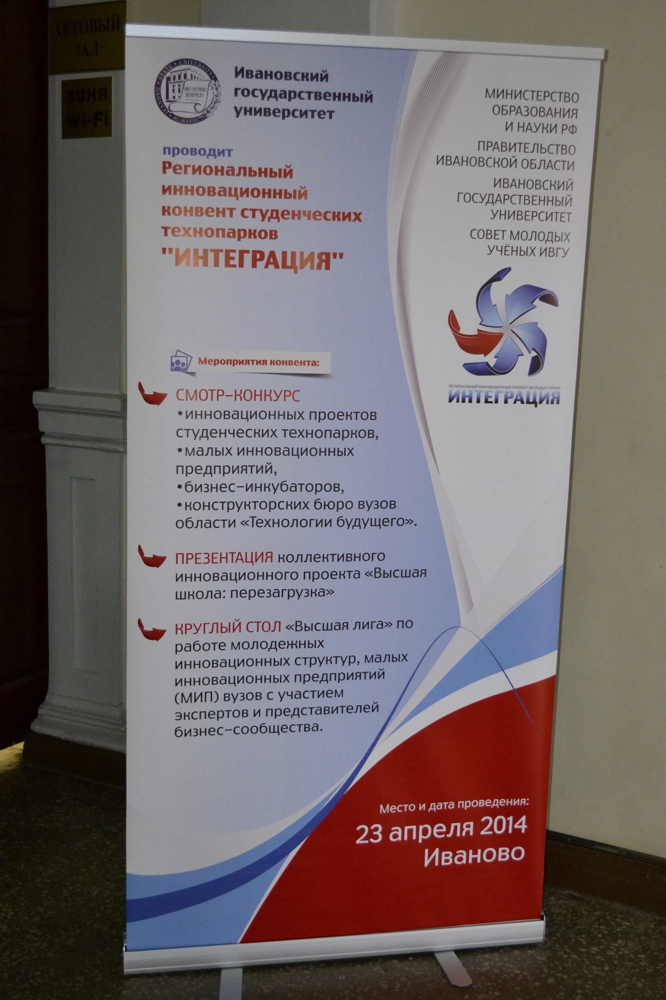 АКТОВЫЙ
ЗАЛ
ЗОНА
Wi-Fi
IVANOVO • STATE • UNIVERSITY
PRO PATRIAE
BENEFICIO
MCMXVIII
Ивановский
государственный
университет
проводит
Региональный
инновационный
конвент студенческих
технопарков
"ИНТЕГРАЦИЯ"
Мероприятия конвента:
СМОТР-КОНКУРС
•инновационных проектов
студенческих технопарков,
•малых инновационных
предприятий,
•бизнес-инкубаторов,
•конструкторских бюро вузов
области «Технологии будущего».
ПРЕЗЕНТАЦИЯ коллективного
инновационного проекта «Высшая
школа: перезагрузка»
КРУГЛЫЙ СТОЛ «Высшая лига» по
работе молодежных
инновационных структур, малых
инновационных предприятий
(МИП) вузов с участием
экспертов и представителей
бизнес-сообщества.
МИНИСТЕРСТВО
ОБРАЗОВАНИЯ
И НАУКИ РФ
ПРАВИТЕЛЬСТВО
ИВАНОВСКОЙ ОБЛАСТИ
ИВАНОВСКИЙ
ГОСУДАРСТВЕННЫЙ
УНИВЕРСИТЕТ
СОВЕТ МОЛОДЫХ
УЧЁНЫХ ИВГУ
РЕГИОНАЛЬНЫЙ ИННОВАЦИОННЫЙ КОНВЕНТ МОЛОДЫХ УЧЁНЫХ
ИНТЕГРАЦИЯ
Место и дата проведения:
23 апреля 2014
Иваново